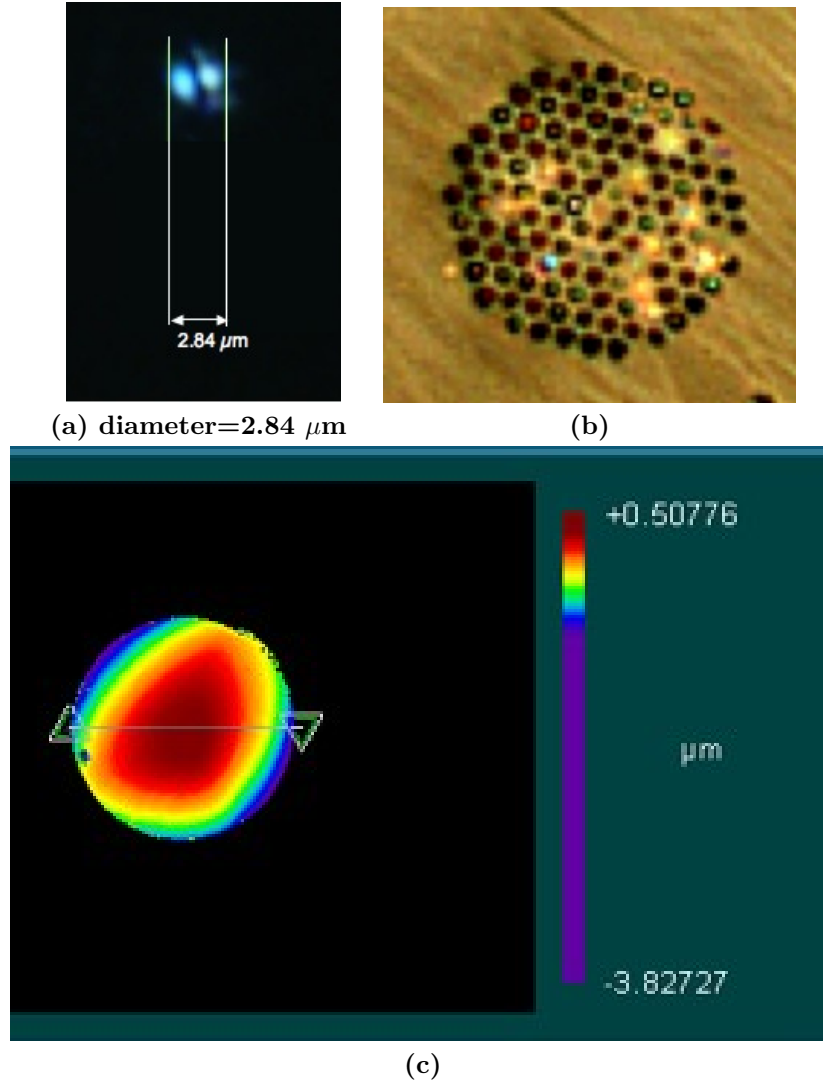 2.84 μm
(a) diameter=2.84 μm
(b)
+0.50776
μm
-3.82727
(c)